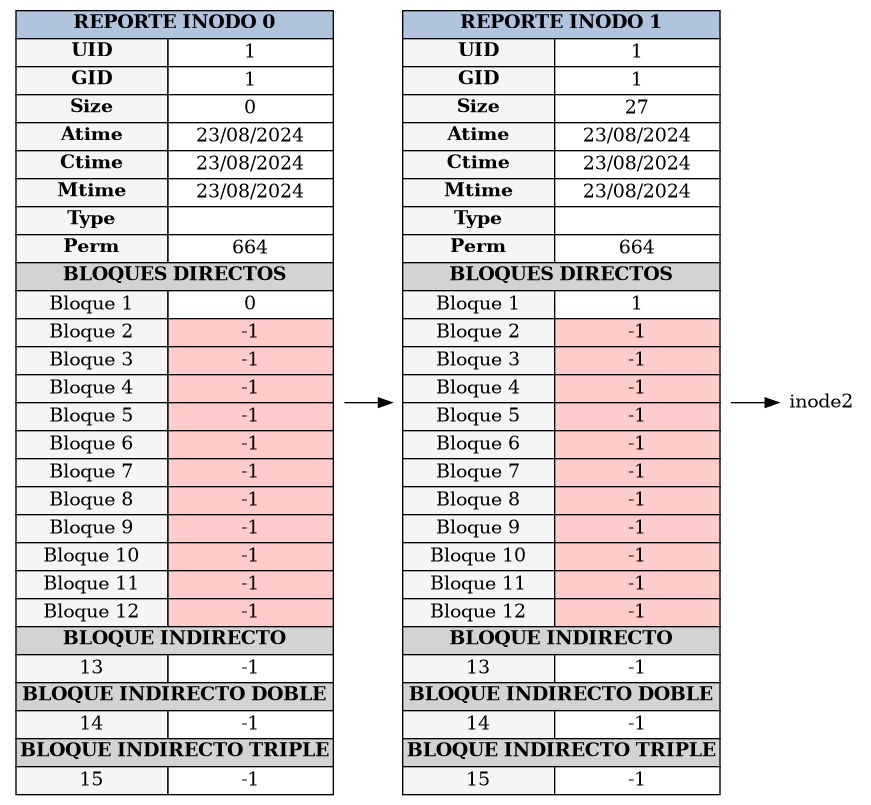 REPORTE INODO 0
UID 1
GID 1
Size 0
Atime 23/08/2024
Ctime 23/08/2024
Mtime 23/08/2024
Type
Perm 664
BLOQUES DIRECTOS
Bloque 1 0
Bloque 2 -1
Bloque 3 -1
Bloque 4 -1
Bloque 5 -1
Bloque 6 -1
Bloque 7 -1
Bloque 8 -1
Bloque 9 -1
Bloque 10 -1
Bloque 11 -1
Bloque 12 -1
BLOQUE INDIRECTO
13 -1
BLOQUE INDIRECTO DOBLE
14 -1
BLOQUE INDIRECTO TRIPLE
15 -1
REPORTE INODO 1
UID 1
GID 1
Size 27
Atime 23/08/2024
Ctime 23/08/2024
Mtime 23/08/2024
Type
Perm 664
BLOQUES DIRECTOS
Bloque 1 1
Bloque 2 -1
Bloque 3 -1
Bloque 4 -1
Bloque 5 -1
Bloque 6 -1
Bloque 7 -1
Bloque 8 -1
Bloque 9 -1
Bloque 10 -1
Bloque 11 -1
Bloque 12 -1
BLOQUE INDIRECTO
13 -1
BLOQUE INDIRECTO DOBLE
14 -1
BLOQUE INDIRECTO TRIPLE
15 -1
inode2